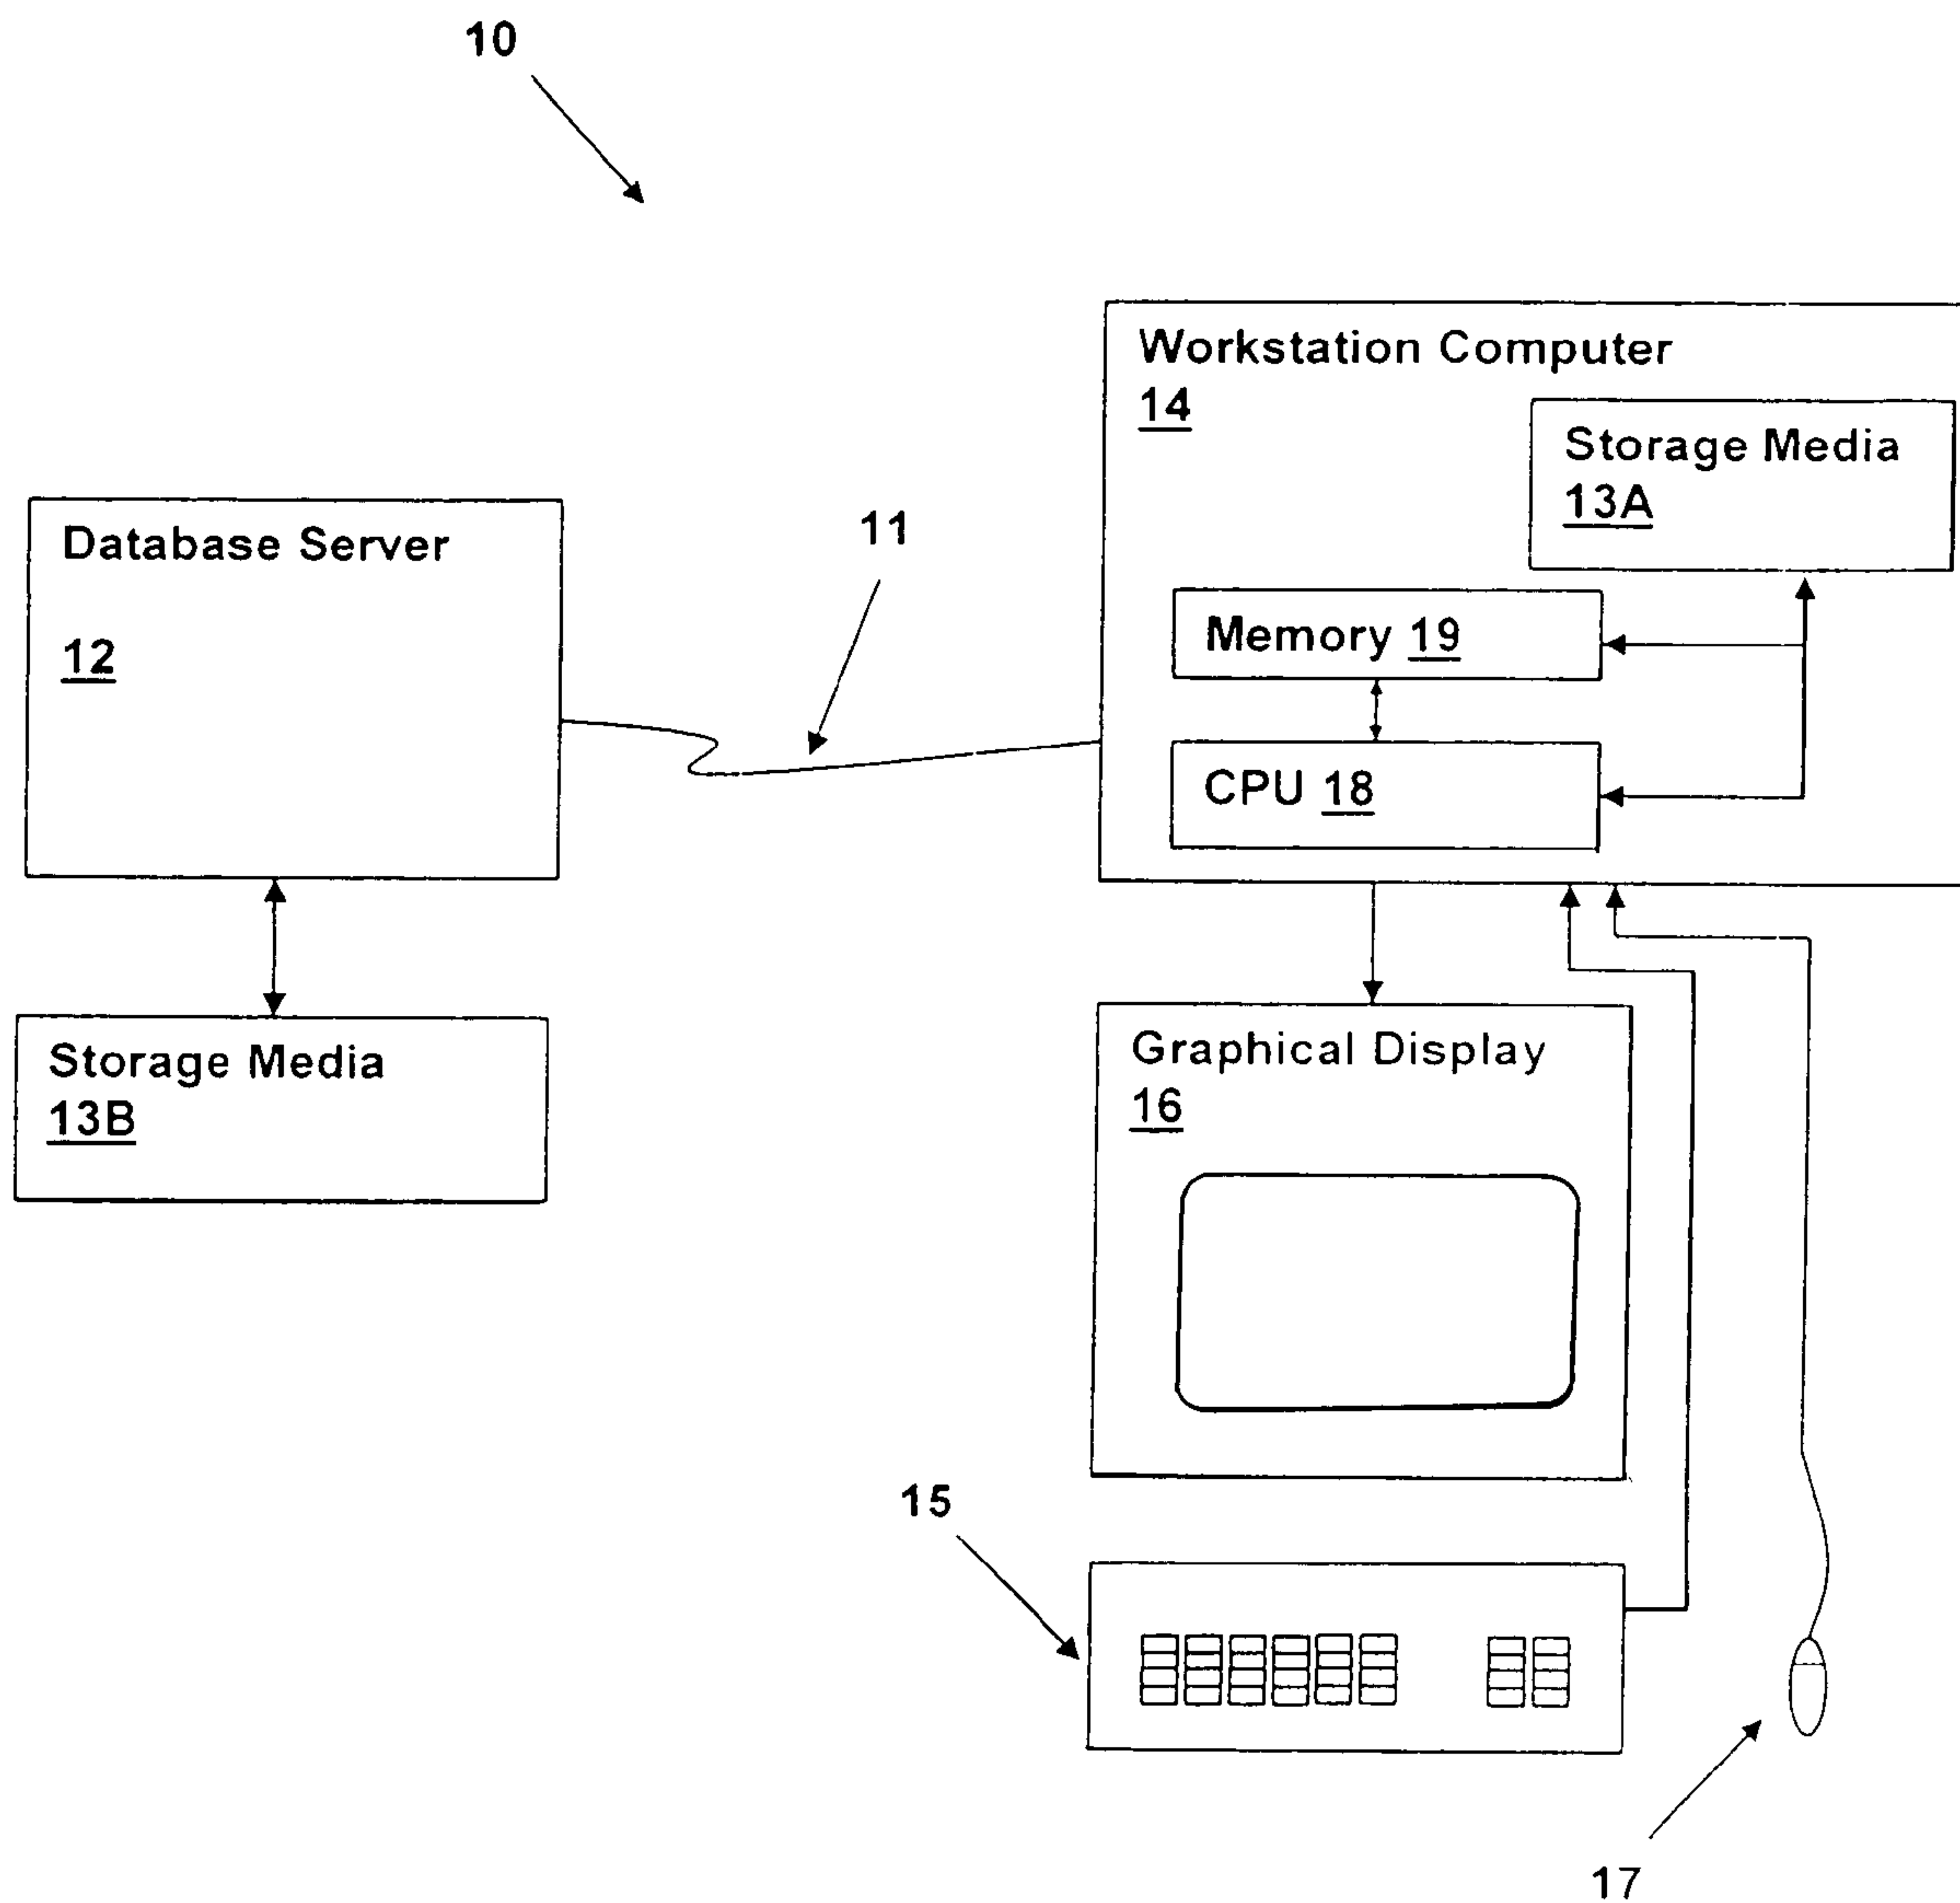 10
Workstation Computer
14
Storage Media
13A
Database Server
12
11
Memory 19
CPU 18
Storage Media
13B
Graphical Display
16
15
17